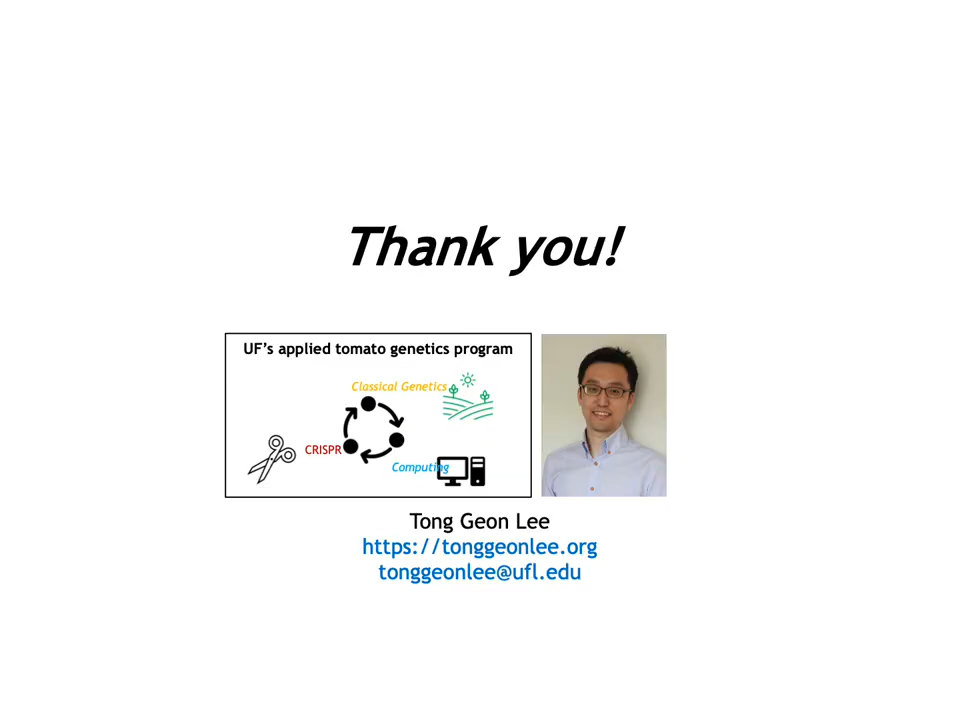 Thank you!
UF's applied tomato genetics program
Classical Genetics
CRISPR
Computing
Tong Geon Lee
https://tonggeonlee.org
tonggeonlee@ufl.edu